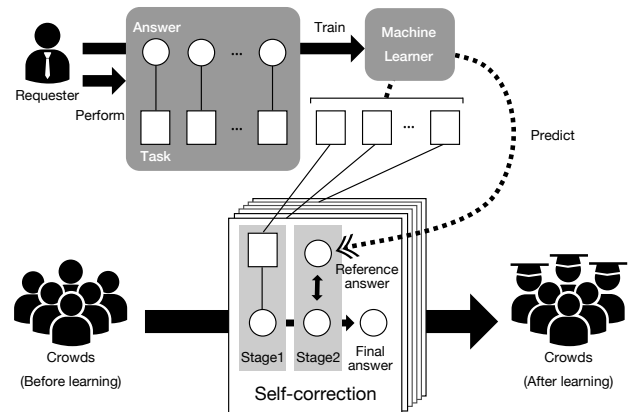 Answer
Train
Machine
Learner
Requester
Perform
...
...
Task
...
Predict
Reference
answer
Crowds
(Before learning)
Stage1
Stage2
Final
answer
Self-correction
Crowds
(After learning)